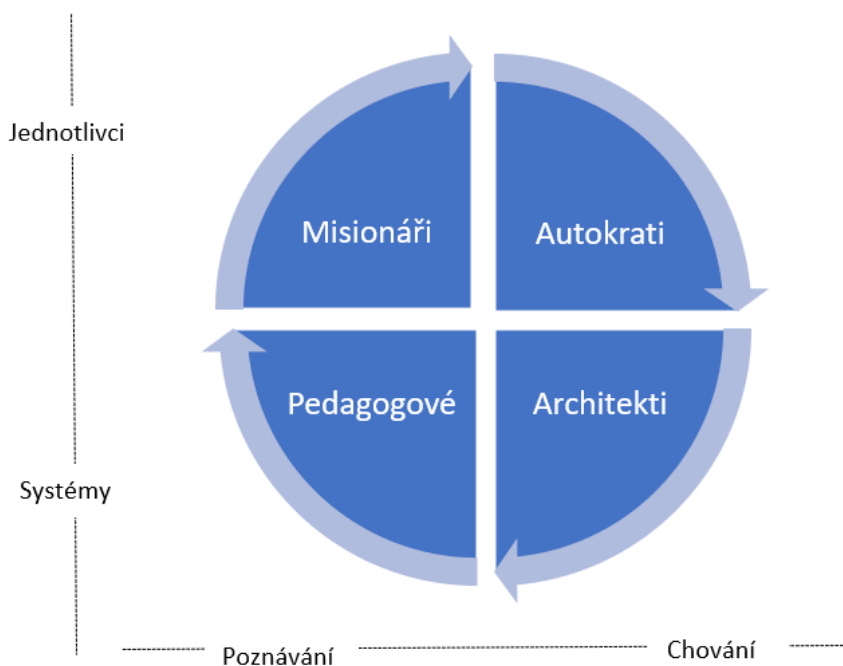 Jednotlivci
Misionáři
Autokrati
Pedagogové
Architekti
Systémy
Poznávání
Chování